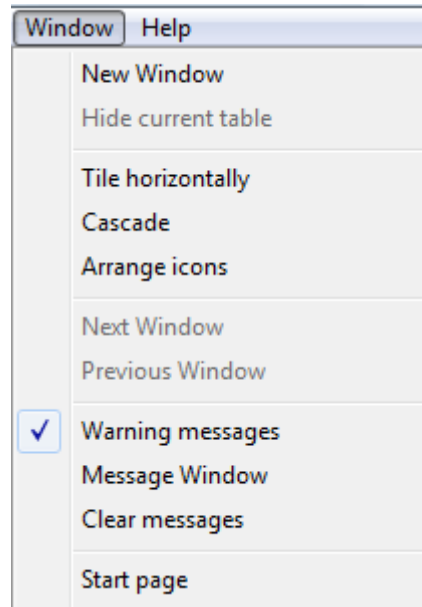 Window Help
New Window
Hide current table
Tile horizontally
Cascade
Arrange icons
Next Window
Previous Window
Warning messages
Message Window
Clear messages
Start page